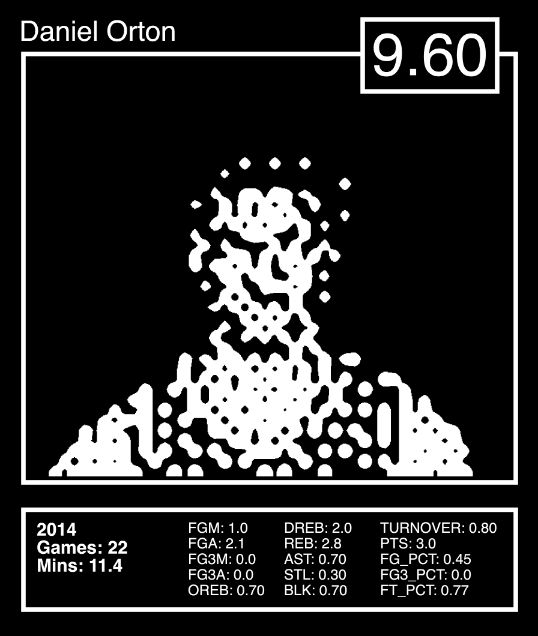 Daniel Orton
9.60
2014
Games: 22
Mins: 11.4
FGM: 1.0
FGA: 2.1
FG3M: 0.0
FG3A: 0.0
OREB: 0.70
DREB: 2.0
REB: 2.8
AST: 0.70
STL: 0.30
BLK: 0.70
TURNOVER: 0.80
PTS: 3.0
FG_PCT: 0.45
FG3_PCT: 0.0
FT_PCT: 0.77